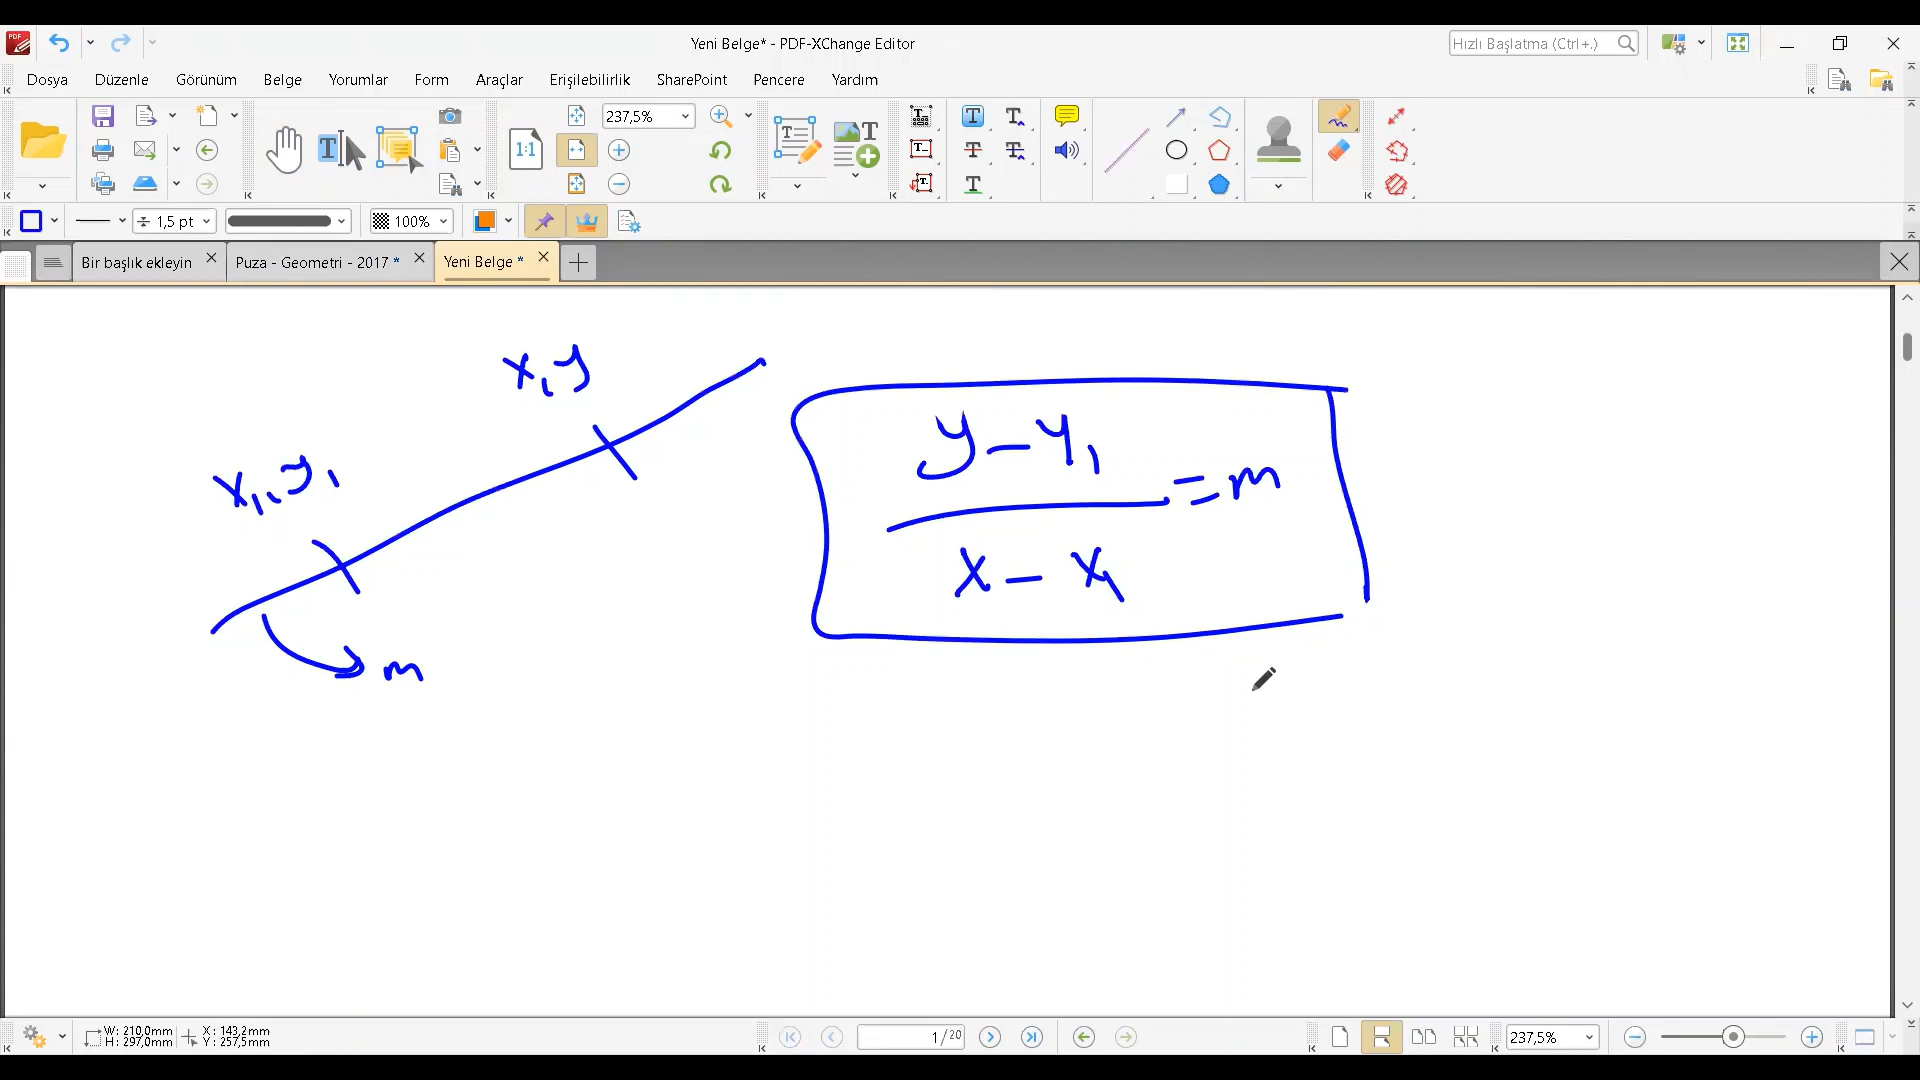 Yeni Belge* - PDF-XChange Editor
Hızlı Başlatma (Ctrl+.)
Dosya Düzenle Görünüm Belge Yorumlar Form Araçlar Erişilebilirlik SharePoint Pencere Yardım
237,5%
1:1
1,5 pt
100%
Bir başlık ekleyin
Puza - Geometri - 2017 *
Yeni Belge *
x, y
x₁, y₁
m
y - y₁
= m
x - x₁
W: 210,0mm
H: 297,0mm
X: 143,2mm
Y: 257,5mm
1 / 20
237,5%